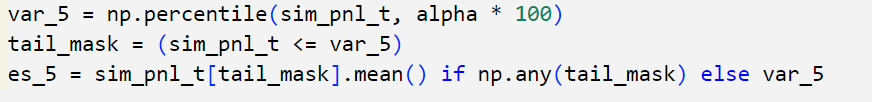 var_5 = np.percentile(sim_pnl_t, alpha * 100)
tail_mask = (sim_pnl_t <= var_5)
es_5 = sim_pnl_t[tail_mask].mean() if np.any(tail_mask) else var_5